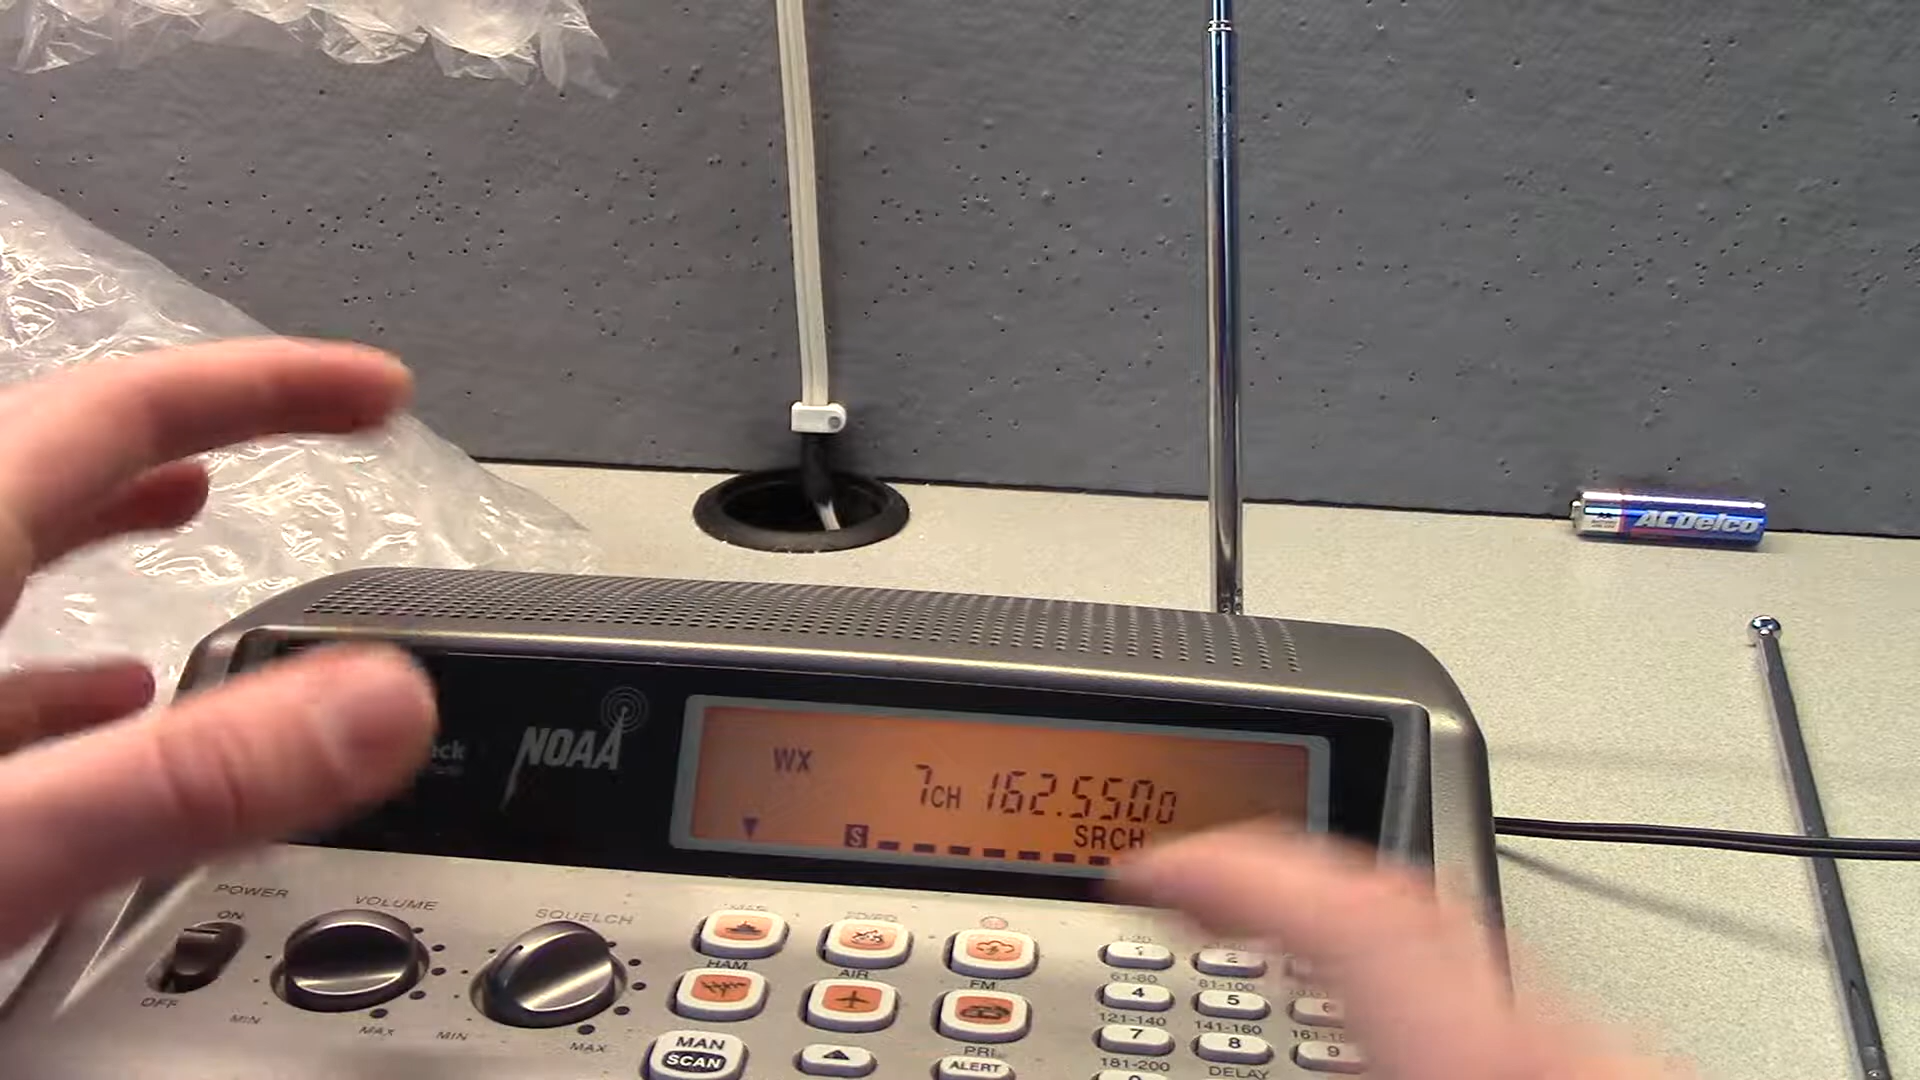 ACDelco
NOAA
WX
7CH 162.5500
S
SRCH
POWER
ON
OFF
VOLUME
MIN
MAX
SQUELCH
MIN
MAX
HAM
AIR
FM
MAN
SCAN
PRI
ALERT
1
2
61-80
81-100
4
5
6
121-140
141-160
7
8
9
181-200
DELAY